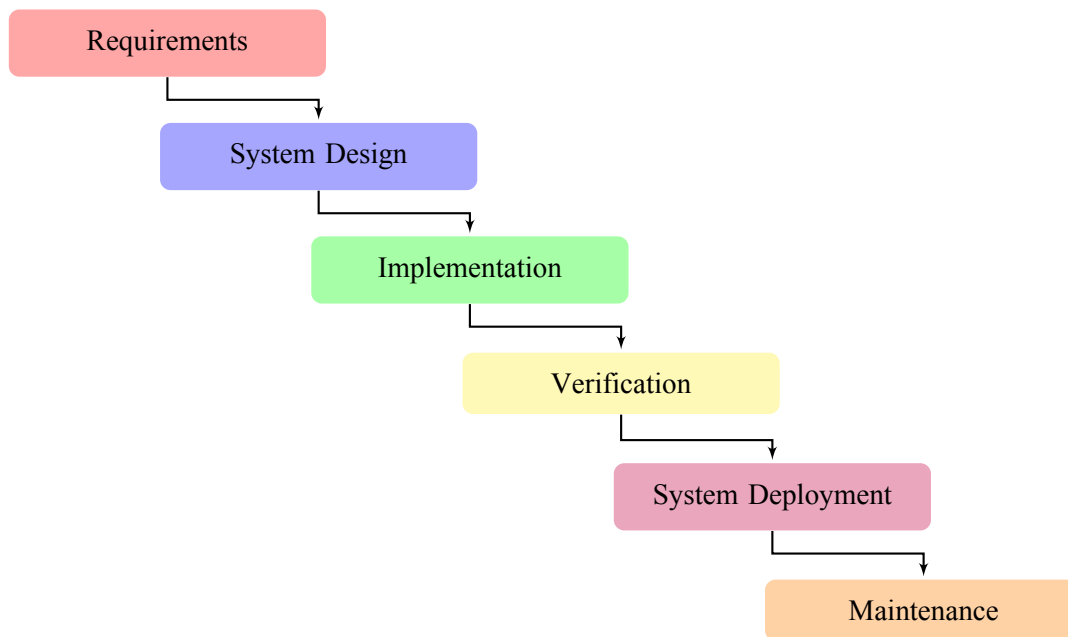 Requirements
System Design
Implementation
Verification
System Deployment
Maintenance